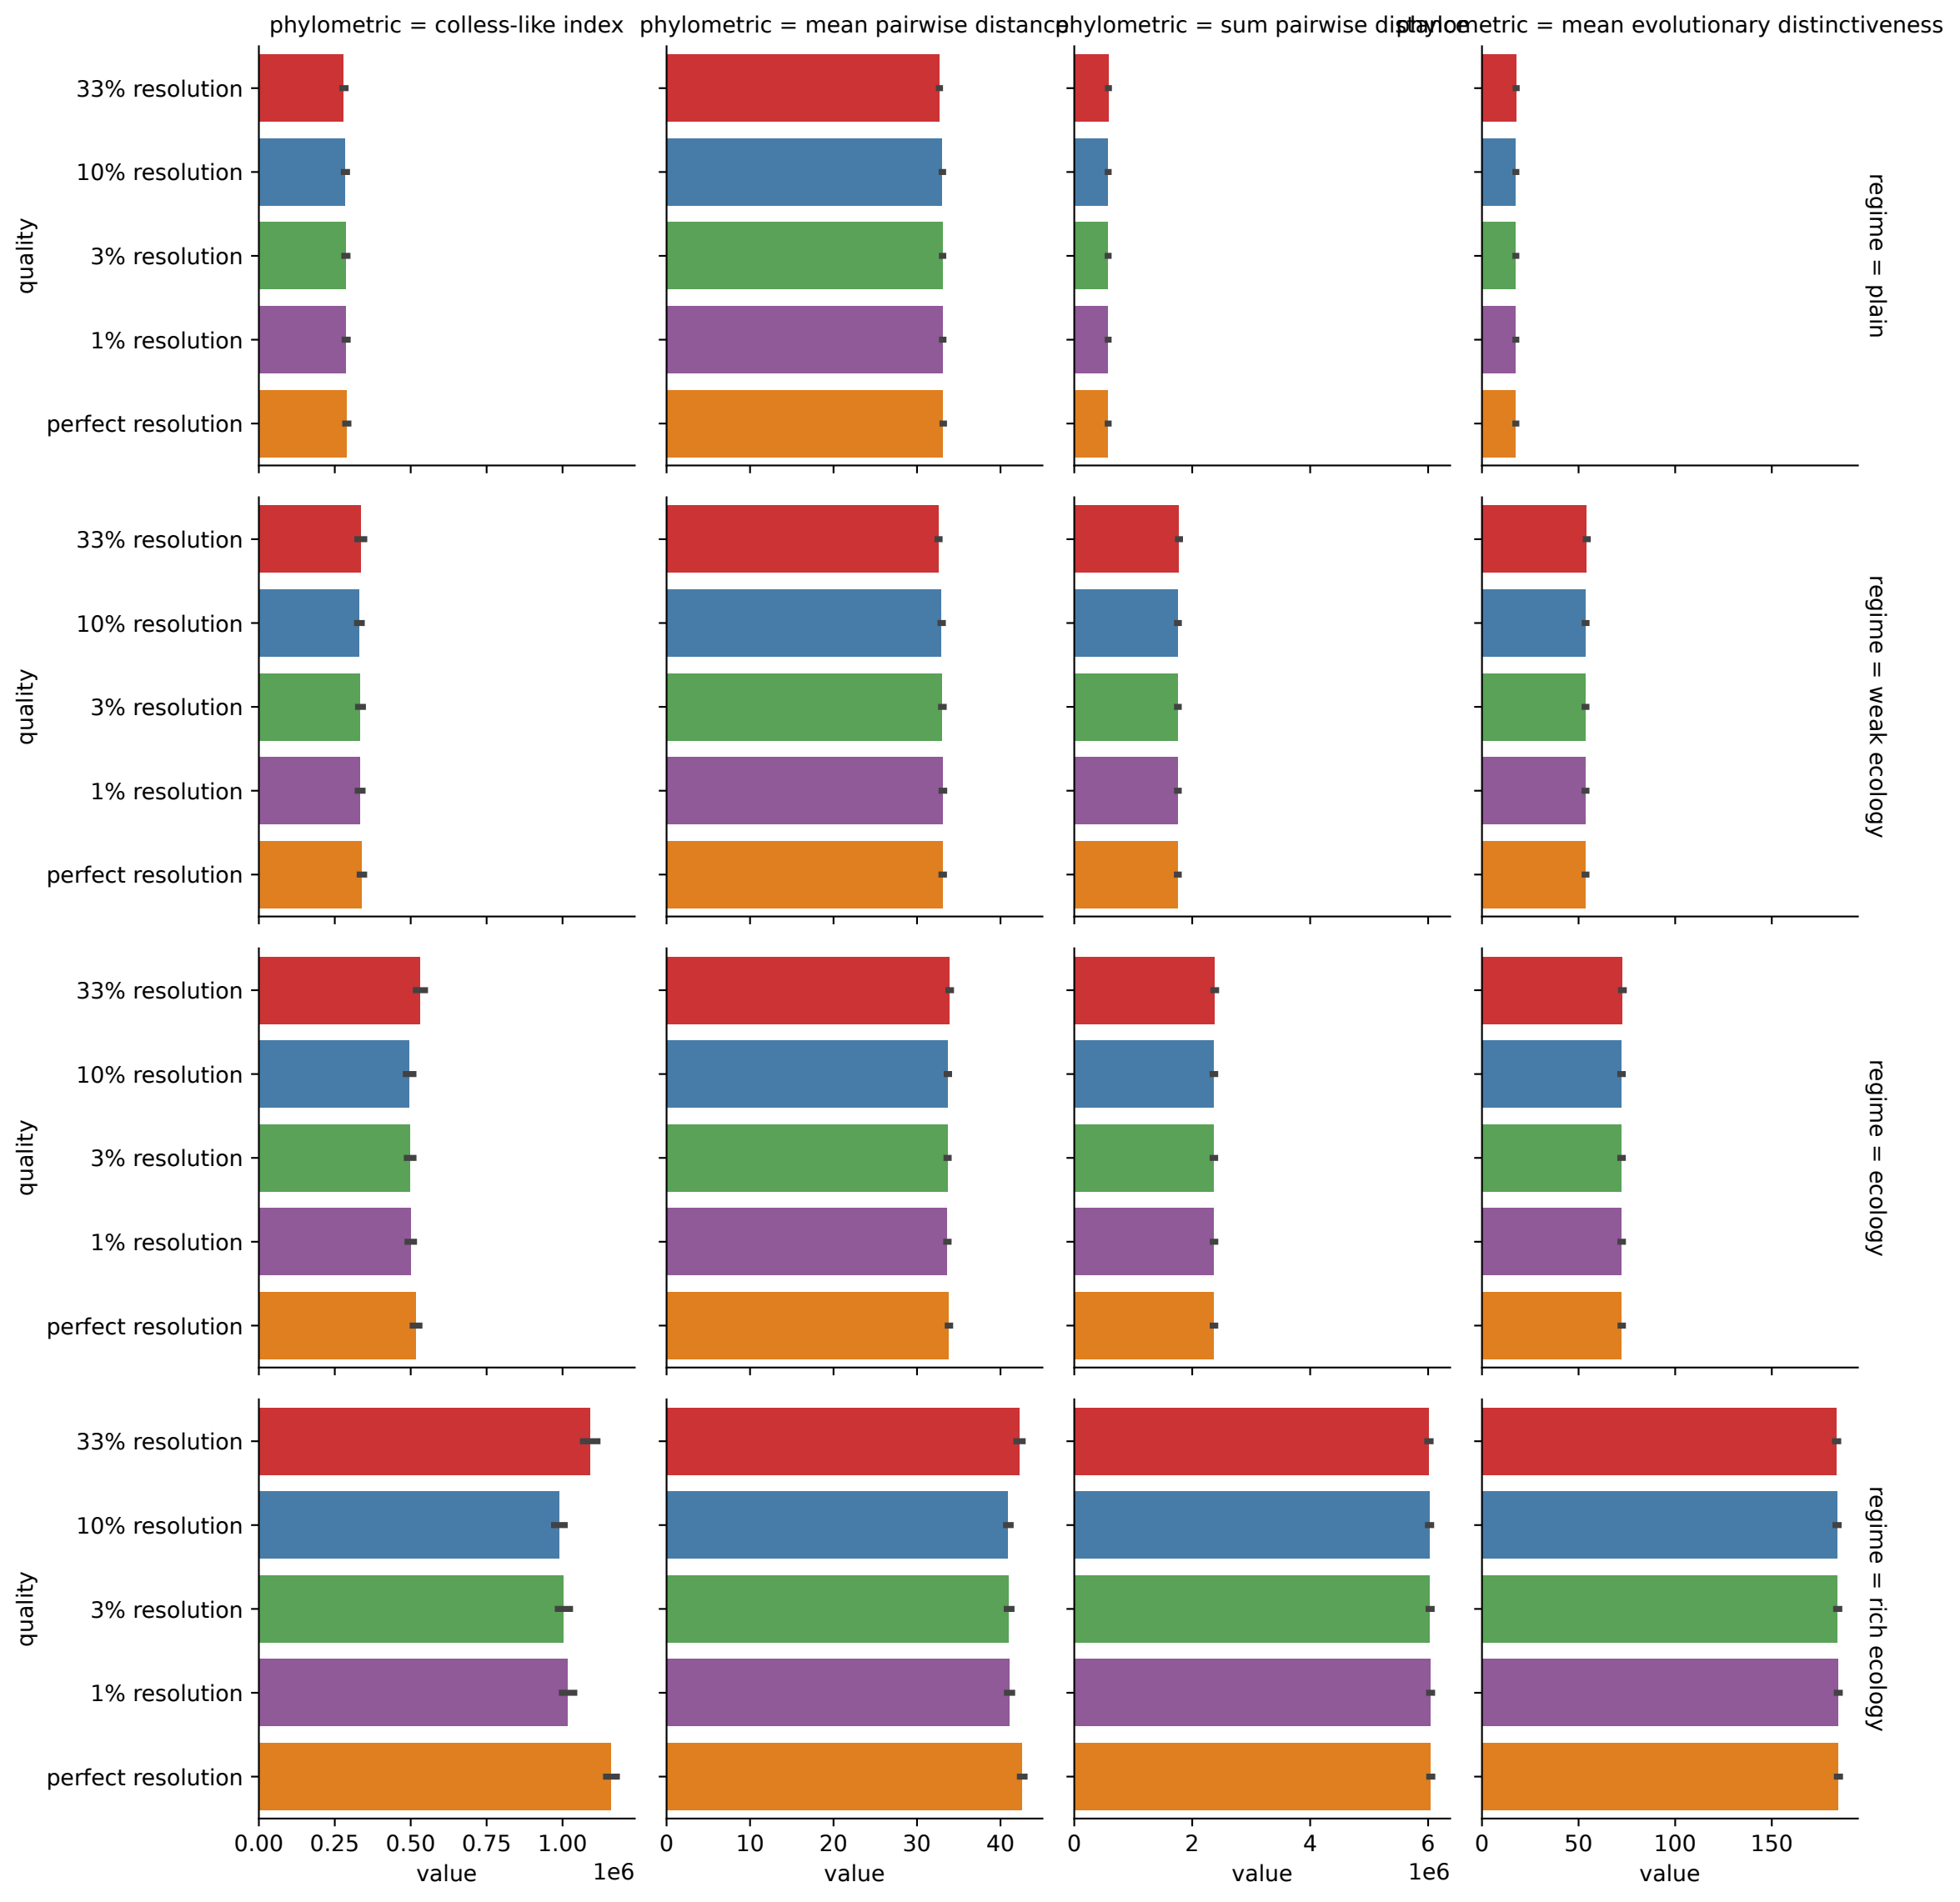 phylometric = colless-like index
phylometric = mean pairwise distance
phylometric = sum pairwise distance
phylometric = mean evolutionary distinctiveness
quality
33% resolution
10% resolution
3% resolution
1% resolution
perfect resolution
regime = plain
quality
33% resolution
10% resolution
3% resolution
1% resolution
perfect resolution
regime = weak ecology
quality
33% resolution
10% resolution
3% resolution
1% resolution
perfect resolution
regime = ecology
quality
33% resolution
10% resolution
3% resolution
1% resolution
perfect resolution
regime = rich ecology
0.00 0.25 0.50 0.75 1.00
value
1e6
0 10 20 30 40
value
0 2 4 6
value
1e6
0 50 100 150
value